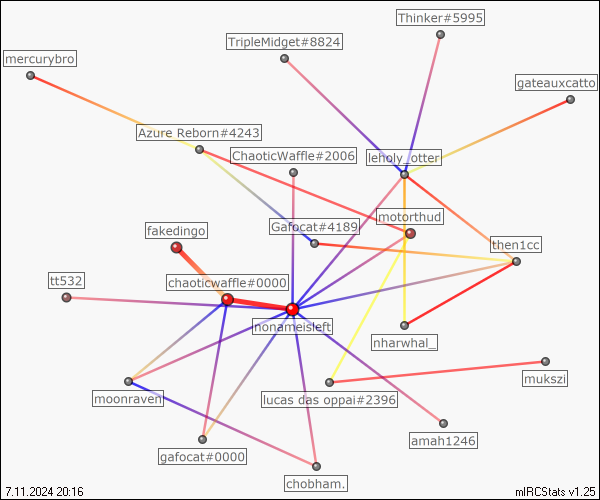 Thinker#5995
TripleMidget#8824
mercurybro
gateauxcatto
Azure Reborn#4243
ChaoticWaffle#2006
leholy_otter
motorthud
Gafocat#4189
fakedingo
then1cc
tt532
chaoticwaffle#0000
nonameisleft
nharwhal_
mukszi
moonraven
lucas das oppai#2396
amah1246
gafocat#0000
chobham.
7.11.2024 20:16
mIRCStats v1.25